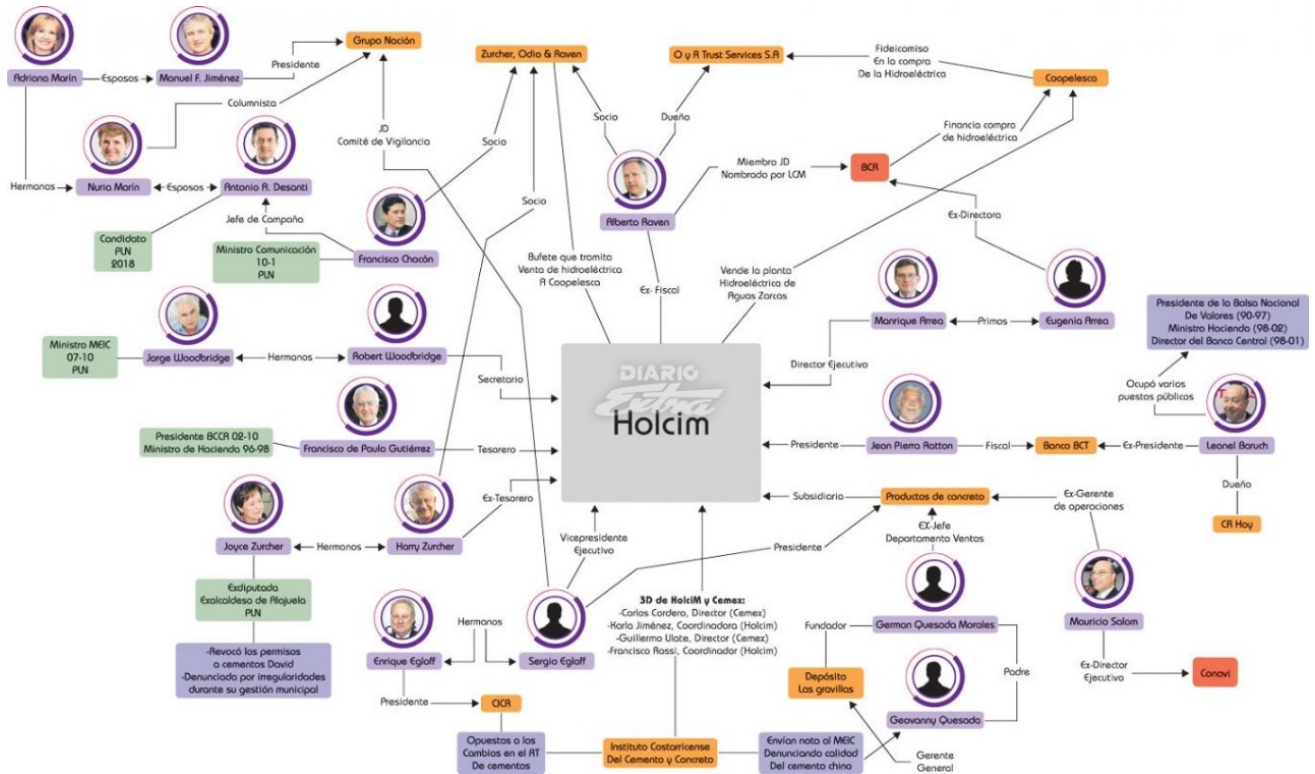 Adriana Marín
Esposos
Manuel F. Jiménez
Presidente
Grupo Nación
Columnista
Hermanas
Nuria Marín
Esposos
Antonio A. Desanti
Candidato
PLN
2018
Jefe de Campaña
Ministro Comunicación
10-1
PLN
Francisco Chacón
JD
Comité de Vigilancia
Socio
Zurcher, Odio & Raven
Socio
Bufete que tramita
Venta de hidroeléctrica
A Coopelesca
Socio
Dueño
O y R Trust Services S.A
Alberto Raven
Ex- Fiscal
Miembro JD
Nombrado por LCM
BCR
Fideicomiso
En la compra
De la Hidroeléctrica
Coopelesca
Financia compra
de hidroeléctrica
Ex-Directora
Vende la planta
Hidroeléctrica de
Aguas Zarcas
Manrique Arrea
Primos
Eugenia Arrea
Director Ejecutivo
Ministro MEIC
07-10
PLN
Jorge Woodbridge
Hermanos
Robert Woodbridge
Secretario
DIARIO
Extra
Holcim
Presidente BCCR 02-10
Ministro de Hacienda 96-98
Francisco de Paula Gutiérrez
Tesorero
Presidente de la Bolsa Nacional
De Valores (90-97)
Ministro Hacienda (98-02)
Director del Banco Central (98-01)
Ocupó varios
puestos públicos
Presidente
Jean Pierra Ratton
Fiscal
Banco BCT
Ex-Presidente
Leonel Baruch
Dueño
CR Hoy
Joyce Zurcher
Hermanos
Harry Zurcher
Ex-Tesorero
Exdiputada
Exalcaldesa de Alajuela
PLN
-Revocó los permisos
a cementos David
-Denunciada por irregularidades
durante su gestión municipal
Vicepresidente
Ejecutivo
Subsidiaria
Productos de concreto
Ex-Gerente
de operaciones
EX-Jefe
Departamento Ventas
Presidente
Enrique Egloff
Hermanos
Sergio Egloff
Presidente
CICR
Opuestos a los
Cambios en el RT
De cementos
3D de HolciM y Cemex:
-Carlos Cordero, Director (Cemex)
-Karla Jiménez, Coordinadora (Holcim)
-Guillermo Ulate, Director (Cemex)
-Francisco Rossi, Coordinador (Holcim)
Instituto Costarricense
Del Cemento y Concreto
Envían nota al MEIC
Denunciando calidad
Del cemento chino
Fundador
German Quesada Morales
Depósito
Las gravillas
Padre
Geovanny Quesada
Gerente
General
Mauricio Salom
Ex-Director
Ejecutivo
Conavi